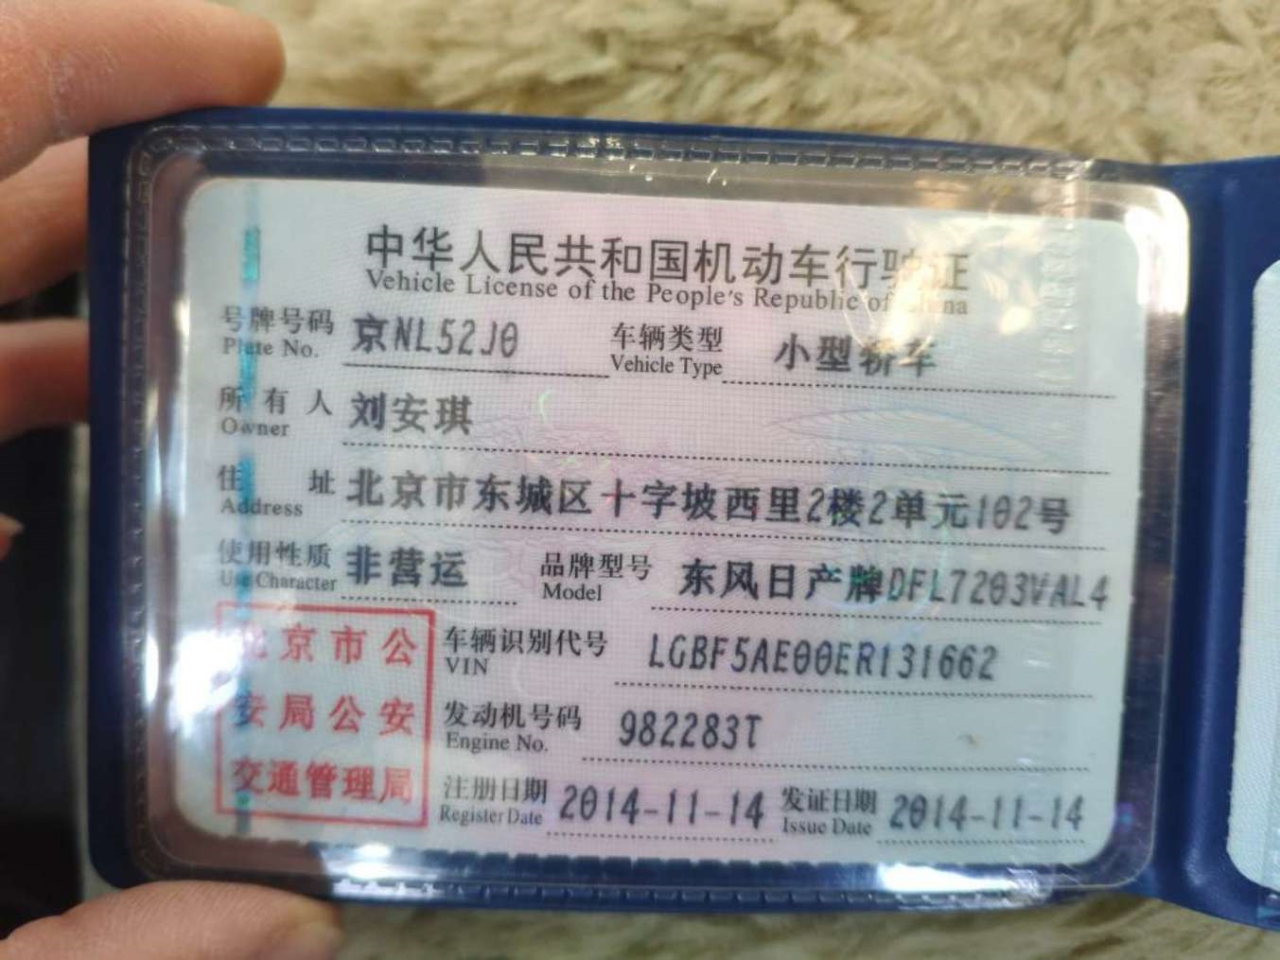 中华人民共和国机动车行驶证
Vehicle License of the People's Republic of China
号牌号码 京NL52J0 车辆类型 小型轿车
Plate No. Vehicle Type
所有人 刘安琪
Owner
住址 北京市东城区十字坡西里2楼2单元102号
Address
使用性质 非营运 品牌型号 东风日产牌DFL7203VAL4
Use Character Model
北京市公
安局公安
交通管理局
车辆识别代号 LGBF5AE00ER131662
VIN
发动机号码 982283T
Engine No.
注册日期 2014-11-14 发证日期 2014-11-14
Register Date Issue Date